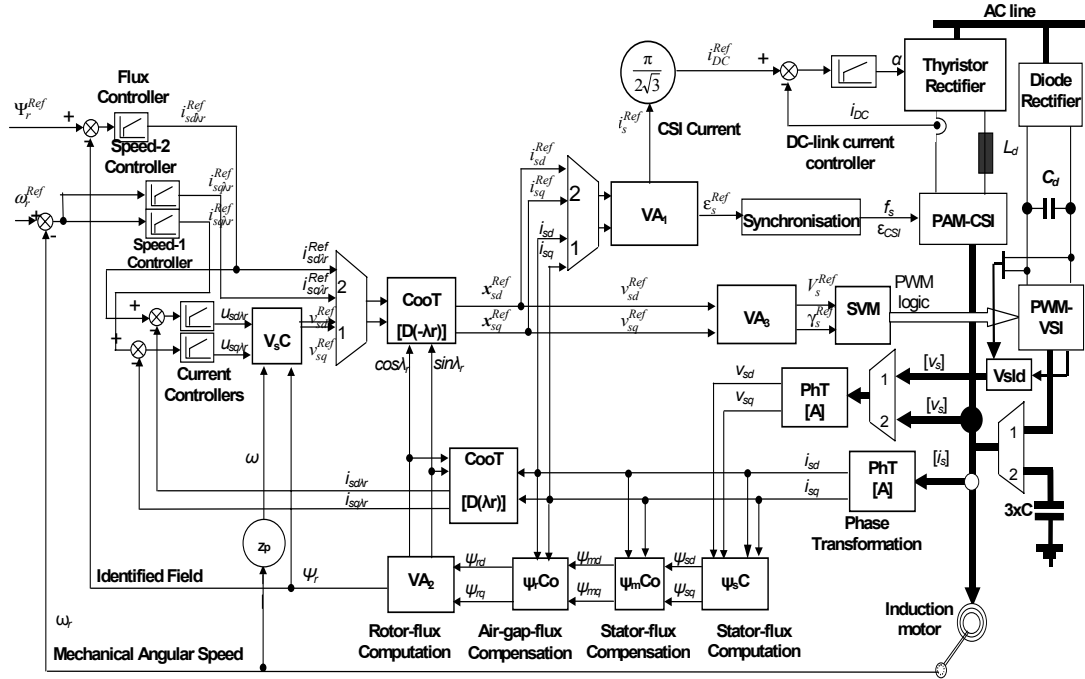 AC line
Flux
Controller
Ψr^Ref
+
-
i_sdλr^Ref
Speed-2
Controller
i_sqλr^Ref
ωr^Ref
+
-
i_sqλr^Ref
Speed-1
Controller
π
2√3
i_DC^Ref
+
-
α
Thyristor
Rectifier
Diode
Rectifier
i_s^Ref
CSI Current
i_DC
DC-link current
controller
L_d
C_d
i_sd^Ref
i_sq^Ref
2
i_sd
i_sq
1
VA1
ε_s^Ref
Synchronisation
f_s
ε_CSI
PAM-CSI
i_sdλr^Ref
i_sqλr^Ref
2
1
+
-
+
-
u_sdλr
u_sqλr
VsC
v_sd^Ref
v_sq^Ref
Current
Controllers
CooT
[D(-λr)]
x_sd^Ref
x_sq^Ref
v_sd^Ref
v_sq^Ref
VA3
V_s^Ref
γ_s^Ref
SVM
PWM
logic
PWM-
VSI
cosλr
sinλr
v_sd
v_sq
PhT
[A]
1
2
[vs]
[vs]
Vsld
1
2
3xC
ω
i_sdλr
i_sqλr
CooT
[D(λr)]
i_sd
i_sq
PhT
[A]
[is]
Phase
Transformation
zp
Identified Field
Ψr
VA2
ψrd
ψrq
ψrCo
ψmd
ψmq
ψmCo
ψsd
ψsq
ψsC
Rotor-flux
Computation
Air-gap-flux
Compensation
Stator-flux
Compensation
Stator-flux
Computation
Induction
motor
ωr
Mechanical Angular Speed